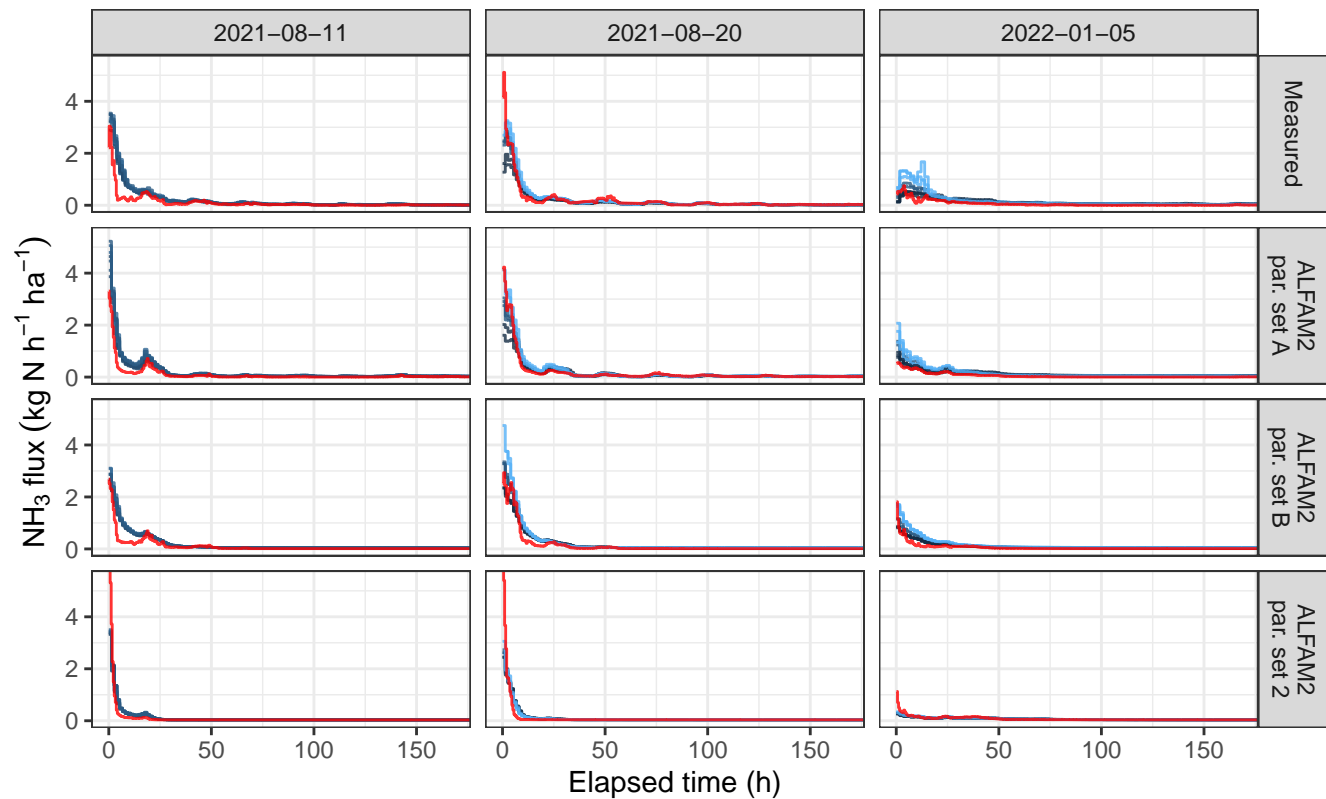 2021−08−11 2021−08−20 2022−01−05
Measured
ALFAM2
par. set A
ALFAM2
par. set B
ALFAM2
par. set 2
NH₃ flux (kg N h⁻¹ ha⁻¹)
4
2
0
4
2
0
4
2
0
4
2
0
0 50 100 150 0 50 100 150 0 50 100 150
Elapsed time (h)